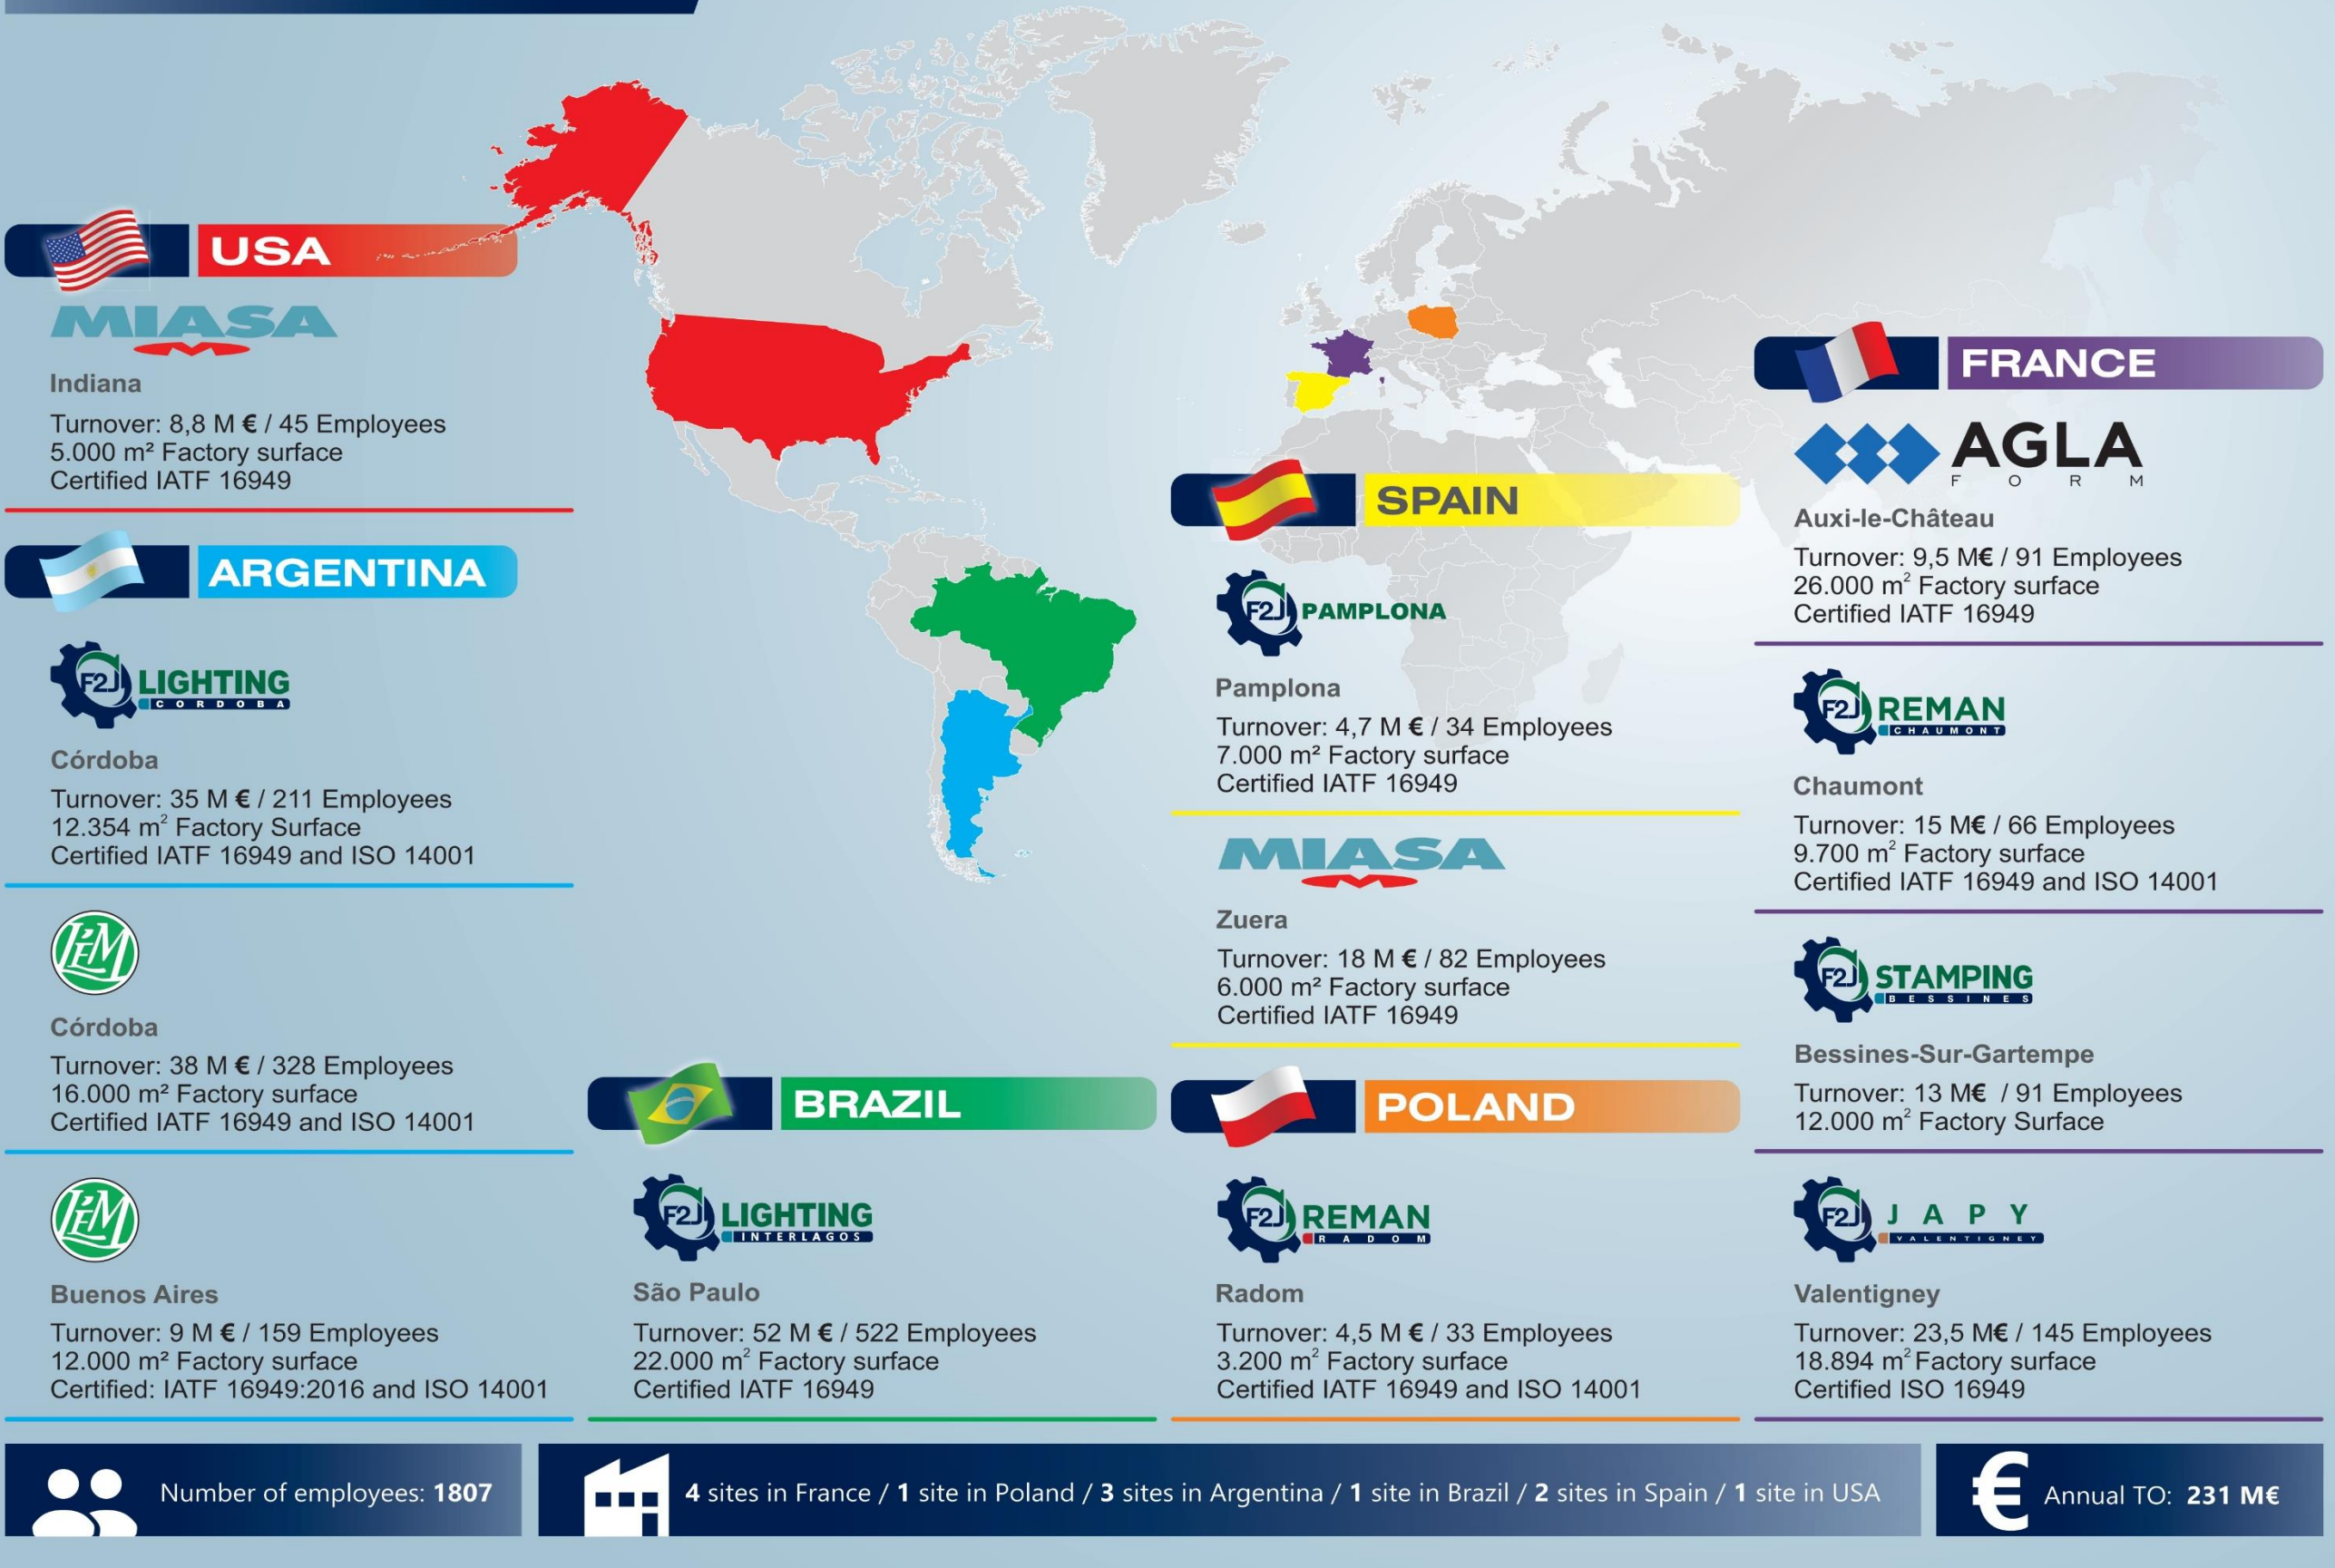 USA
MIASA
Indiana
Turnover: 8,8 M € / 45 Employees
5.000 m² Factory surface
Certified IATF 16949
ARGENTINA
F2J LIGHTING
CORDOBA
Córdoba
Turnover: 35 M € / 211 Employees
12.354 m² Factory Surface
Certified IATF 16949 and ISO 14001
L'EM
Córdoba
Turnover: 38 M € / 328 Employees
16.000 m² Factory surface
Certified IATF 16949 and ISO 14001
L'EM
Buenos Aires
Turnover: 9 M € / 159 Employees
12.000 m² Factory surface
Certified: IATF 16949:2016 and ISO 14001
BRAZIL
F2J LIGHTING
INTERLAGOS
São Paulo
Turnover: 52 M € / 522 Employees
22.000 m² Factory surface
Certified IATF 16949
SPAIN
F2J PAMPLONA
Pamplona
Turnover: 4,7 M € / 34 Employees
7.000 m² Factory surface
Certified IATF 16949
MIASA
Zuera
Turnover: 18 M € / 82 Employees
6.000 m² Factory surface
Certified IATF 16949
POLAND
F2J REMAN
RADOM
Radom
Turnover: 4,5 M € / 33 Employees
3.200 m² Factory surface
Certified IATF 16949 and ISO 14001
FRANCE
AGLA
FORM
Auxi-le-Château
Turnover: 9,5 M€ / 91 Employees
26.000 m² Factory surface
Certified IATF 16949
F2J REMAN
CHAUMONT
Chaumont
Turnover: 15 M€ / 66 Employees
9.700 m² Factory surface
Certified IATF 16949 and ISO 14001
F2J STAMPING
BESSINES
Bessines-Sur-Gartempe
Turnover: 13 M€ / 91 Employees
12.000 m² Factory Surface
F2J JAPY
VALENTIGNEY
Valentigney
Turnover: 23,5 M€ / 145 Employees
18.894 m² Factory surface
Certified ISO 16949
Number of employees: 1807
4 sites in France / 1 site in Poland / 3 sites in Argentina / 1 site in Brazil / 2 sites in Spain / 1 site in USA
€ Annual TO: 231 M€